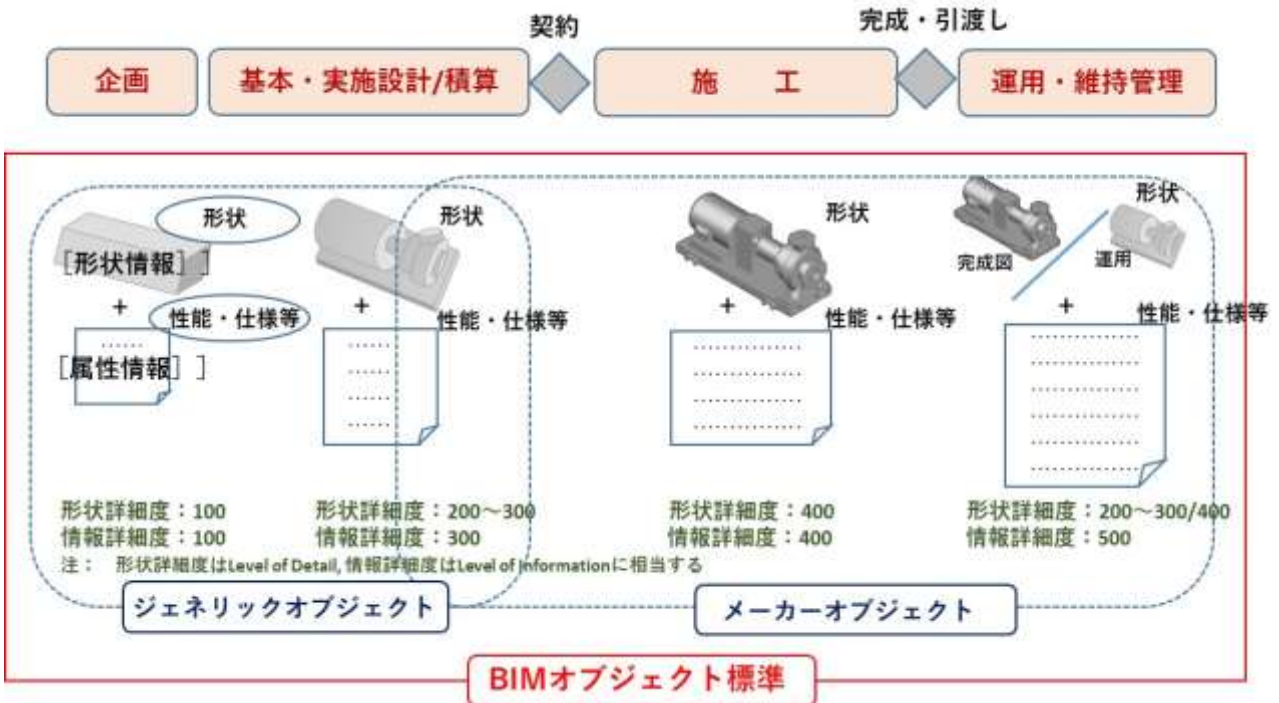 契約
完成・引渡し
企画
基本・実施設計/積算
施 工
運用・維持管理
形状
[形状情報] ]
+
性能・仕様等
[属性情報] ]
形状
+
性能・仕様等
形状
+
性能・仕様等
形状
完成図
運用
+
性能・仕様等
形状詳細度：100
情報詳細度：100
形状詳細度：200～300
情報詳細度：300
形状詳細度：400
情報詳細度：400
形状詳細度：200～300/400
情報詳細度：500
注： 形状詳細度はLevel of Detail, 情報詳細度はLevel of Informationに相当する
ジェネリックオブジェクト
メーカーオブジェクト
BIMオブジェクト標準